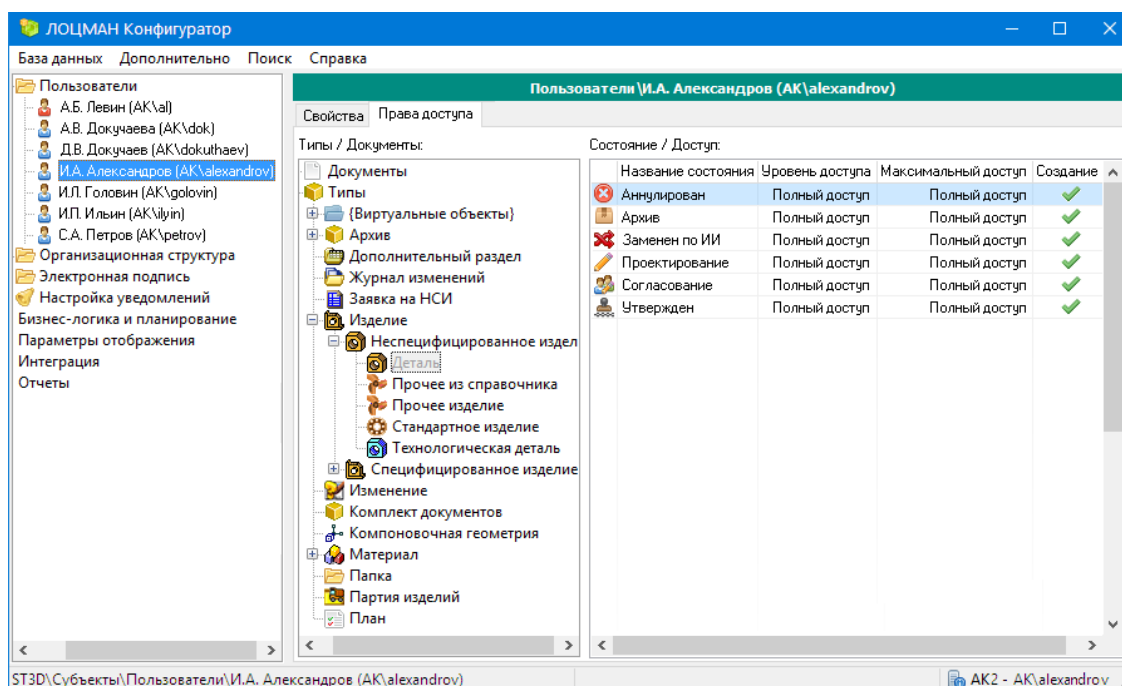 ЛОЦМАН Конфигуратор
База данных Дополнительно Поиск Справка
Пользователи
А.Б. Левин (AK\al)
А.В. Докучаева (AK\dok)
Д.В. Докучаев (AK\dokuthaev)
И.А. Александров (AK\alexandrov)
И.Л. Головин (AK\golovin)
И.П. Ильин (AK\ilyin)
С.А. Петров (AK\petrov)
Организационная структура
Электронная подпись
Настройка уведомлений
Бизнес-логика и планирование
Параметры отображения
Интеграция
Отчеты
Пользователи\И.А. Александров (AK\alexandrov)
Свойства Права доступа
Типы / Документы:
Документы
Типы
{Виртуальные объекты}
Архив
Дополнительный раздел
Журнал изменений
Заявка на НСИ
Изделие
Неспецифицированное издел
Деталь
Прочее из справочника
Прочее изделие
Стандартное изделие
Технологическая деталь
Специфицированное изделие
Изменение
Комплект документов
Компоновочная геометрия
Материал
Папка
Партия изделий
План
Состояние / Доступ:
Название состояния Уровень доступа Максимальный доступ Создание
Аннулирован Полный доступ Полный доступ
Архив Полный доступ Полный доступ
Заменен по ИИ Полный доступ Полный доступ
Проектирование Полный доступ Полный доступ
Согласование Полный доступ Полный доступ
Утвержден Полный доступ Полный доступ
ST3D\Субъекты\Пользователи\И.А. Александров (AK\alexandrov)
AK2 - AK\alexandrov